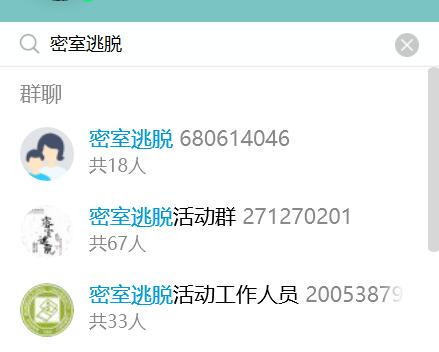 密室逃脱
群聊
密室逃脱 680614046
共18人
密室逃脱活动群 271270201
共67人
密室逃脱活动工作人员 20053879
共33人